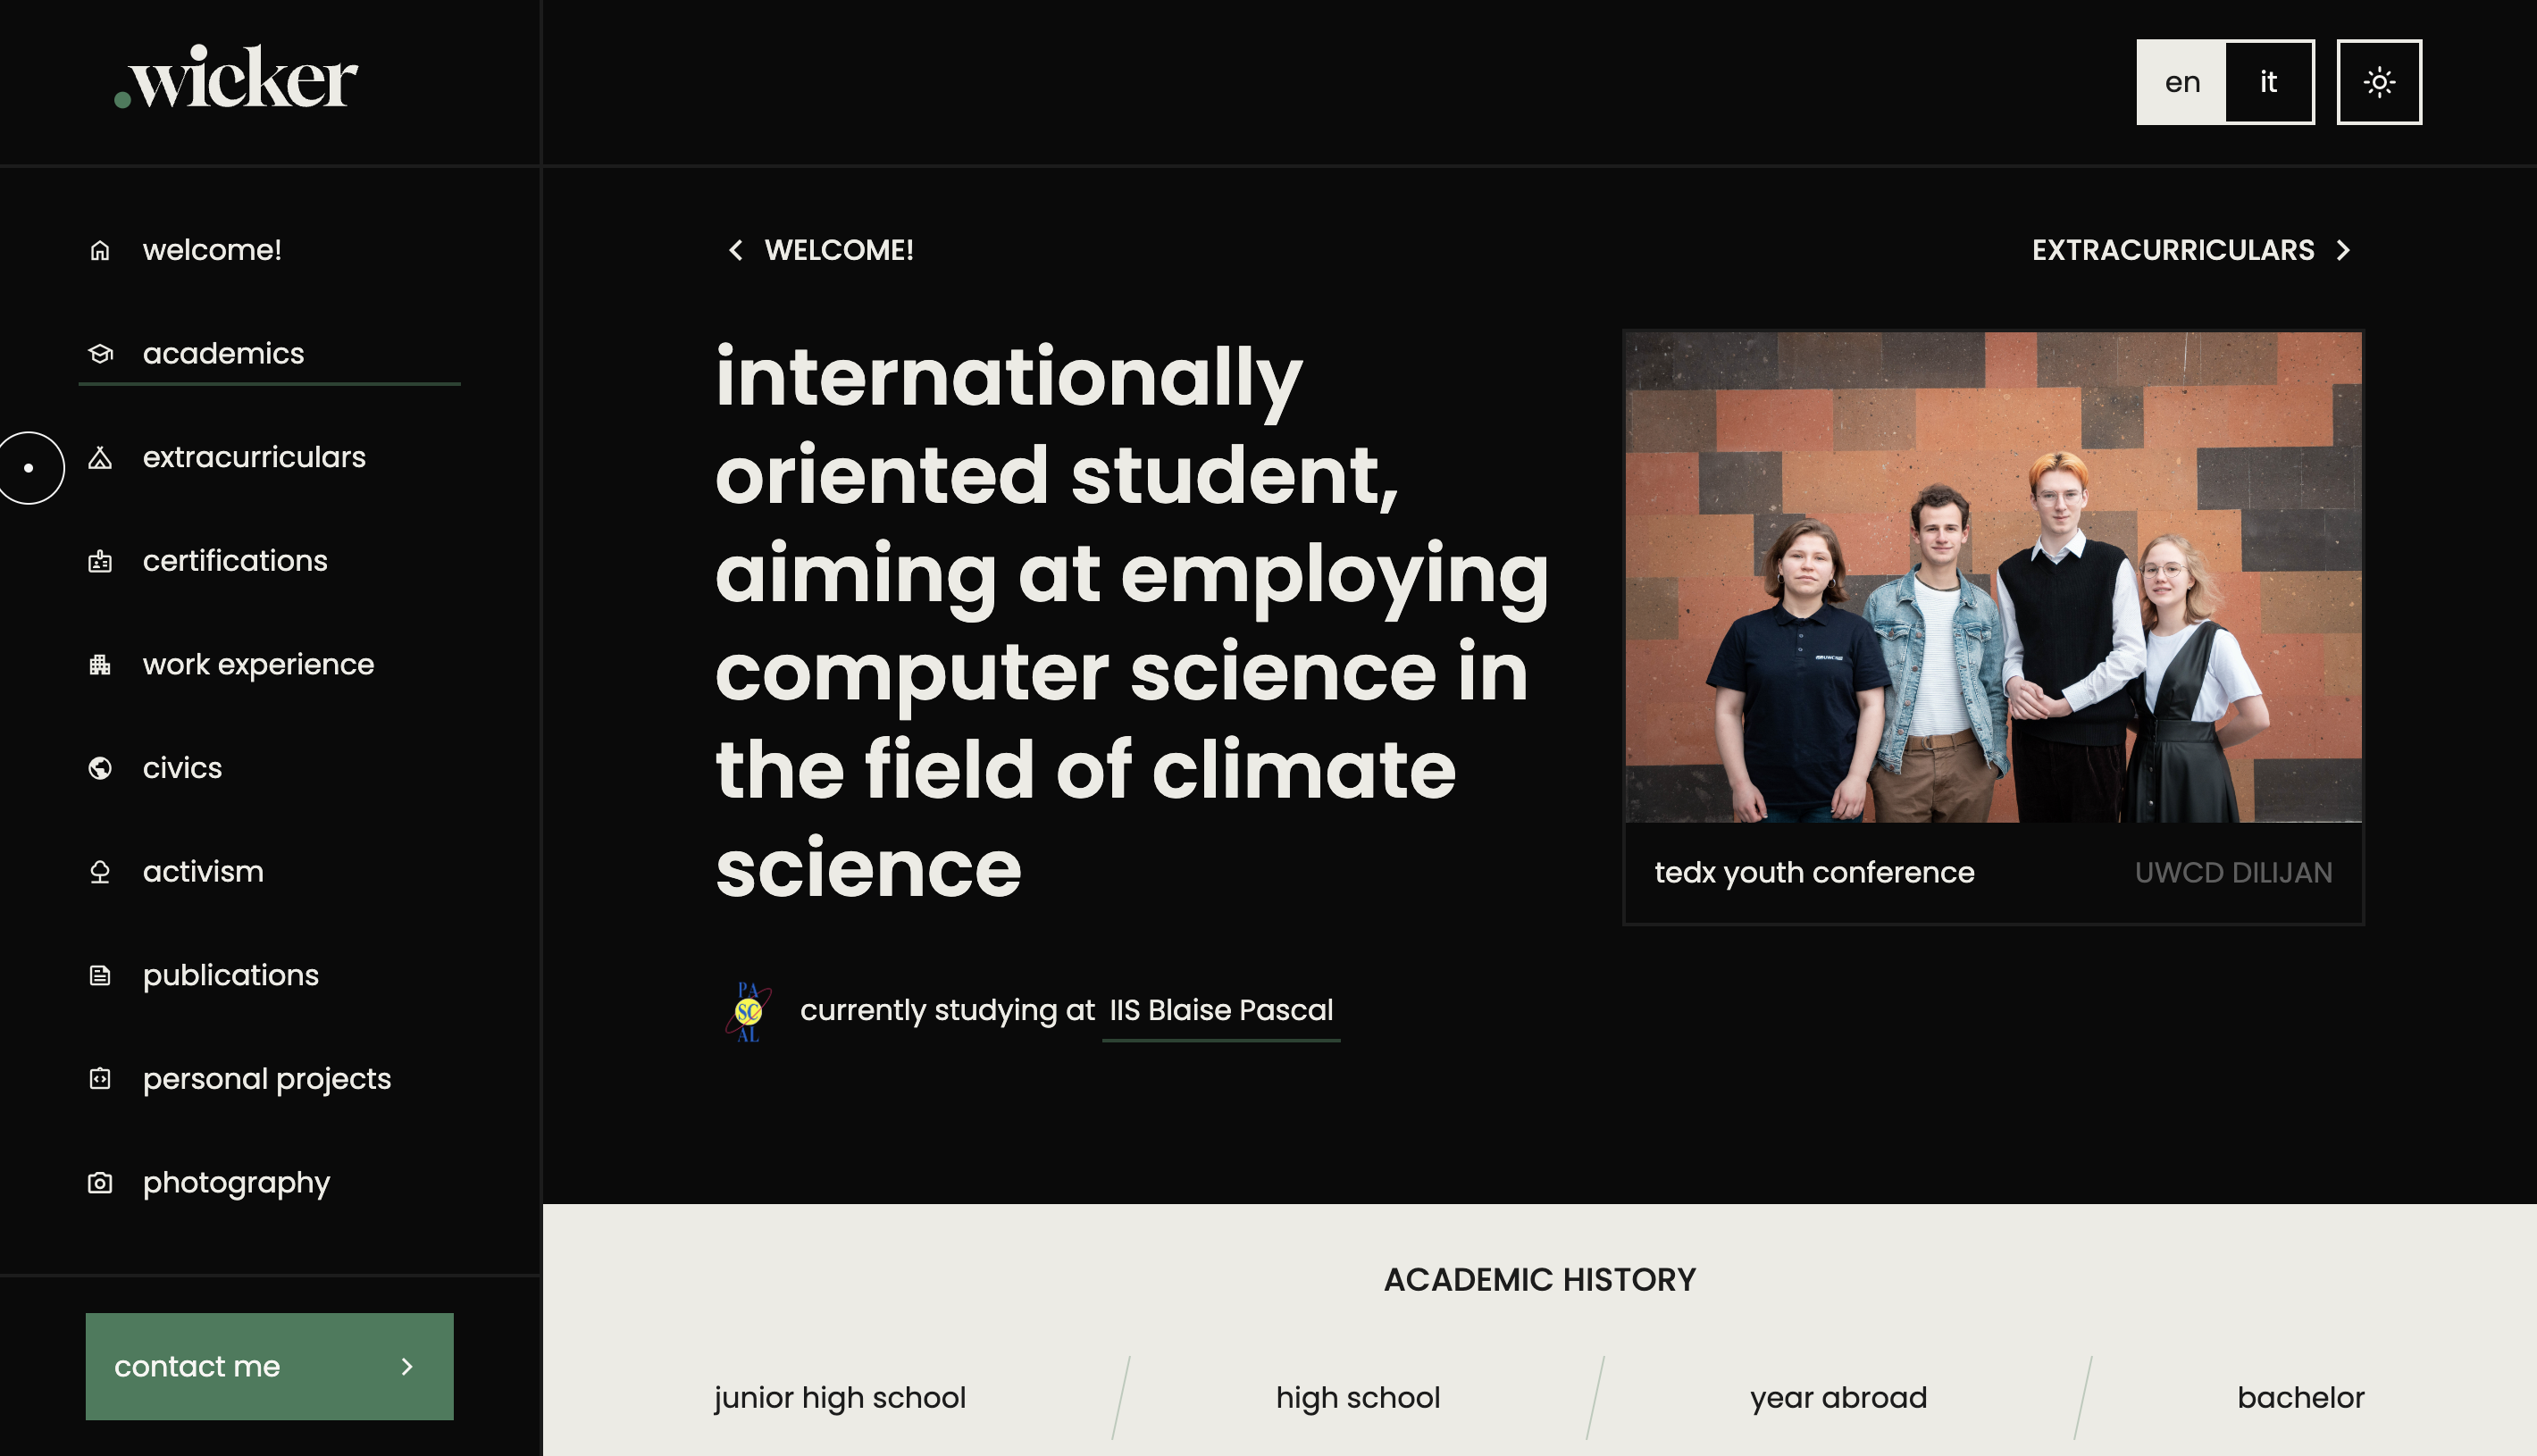 .wicker
en it
welcome!
academics
extracurriculars
certifications
work experience
civics
activism
publications
personal projects
photography
contact me
WELCOME!
EXTRACURRICULARS
internationally
oriented student,
aiming at employing
computer science in
the field of climate
science
tedx youth conference UWCD DILIJAN
PA
SC
AL
currently studying at IIS Blaise Pascal
ACADEMIC HISTORY
junior high school
high school
year abroad
bachelor